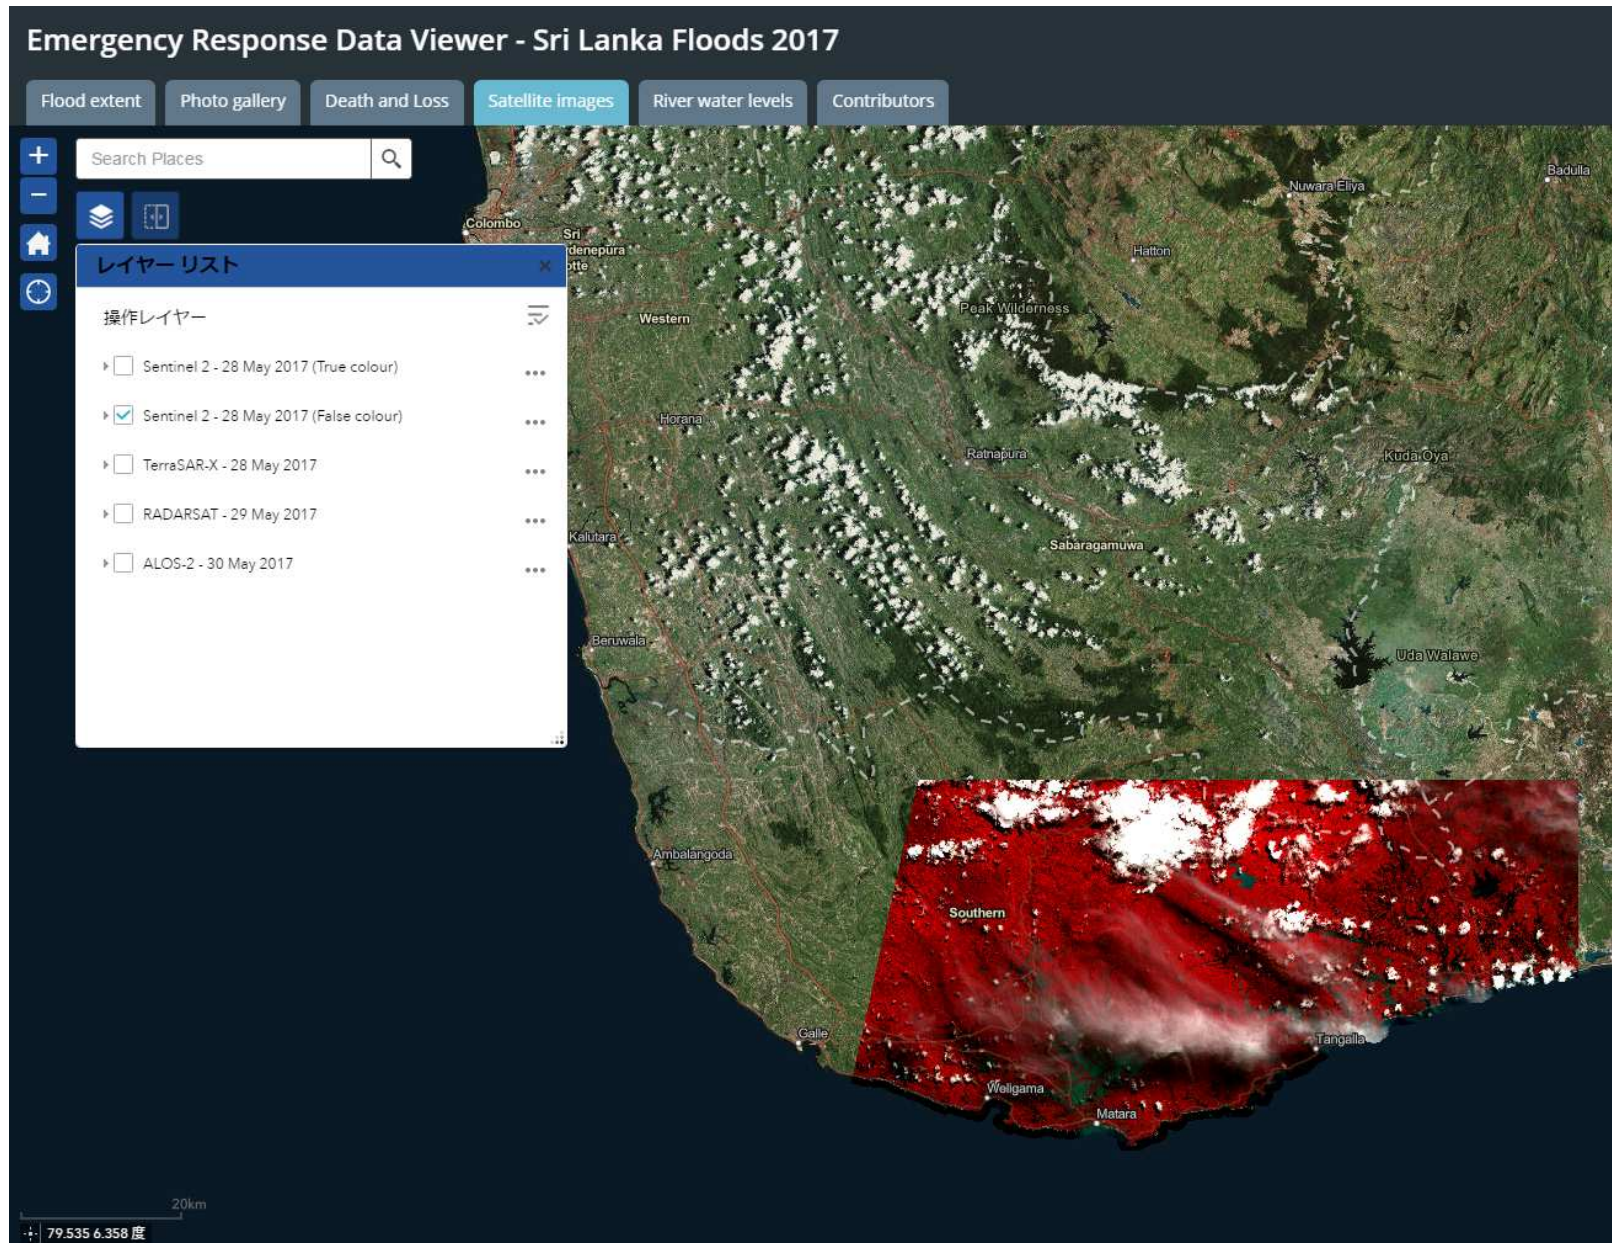 Emergency Response Data Viewer - Sri Lanka Floods 2017
Flood extent
Photo gallery
Death and Loss
Satellite images
River water levels
Contributors
Search Places
レイヤー リスト
操作レイヤー
Sentinel 2 - 28 May 2017 (True colour)
Sentinel 2 - 28 May 2017 (False colour)
TerraSAR-X - 28 May 2017
RADARSAT - 29 May 2017
ALOS-2 - 30 May 2017
Badulla
Nuwara Eliya
Colombo
Sri
denepura
otte
Hatton
Peak Wilderness
Western
Horana
Ratnapura
Kuda Oya
Kalutara
Sabaragamuwa
Beruwala
Uda Walawe
Ambalangoda
Southern
Galle
Tangalla
Weligama
Matara
20km
79.535 6.358 度